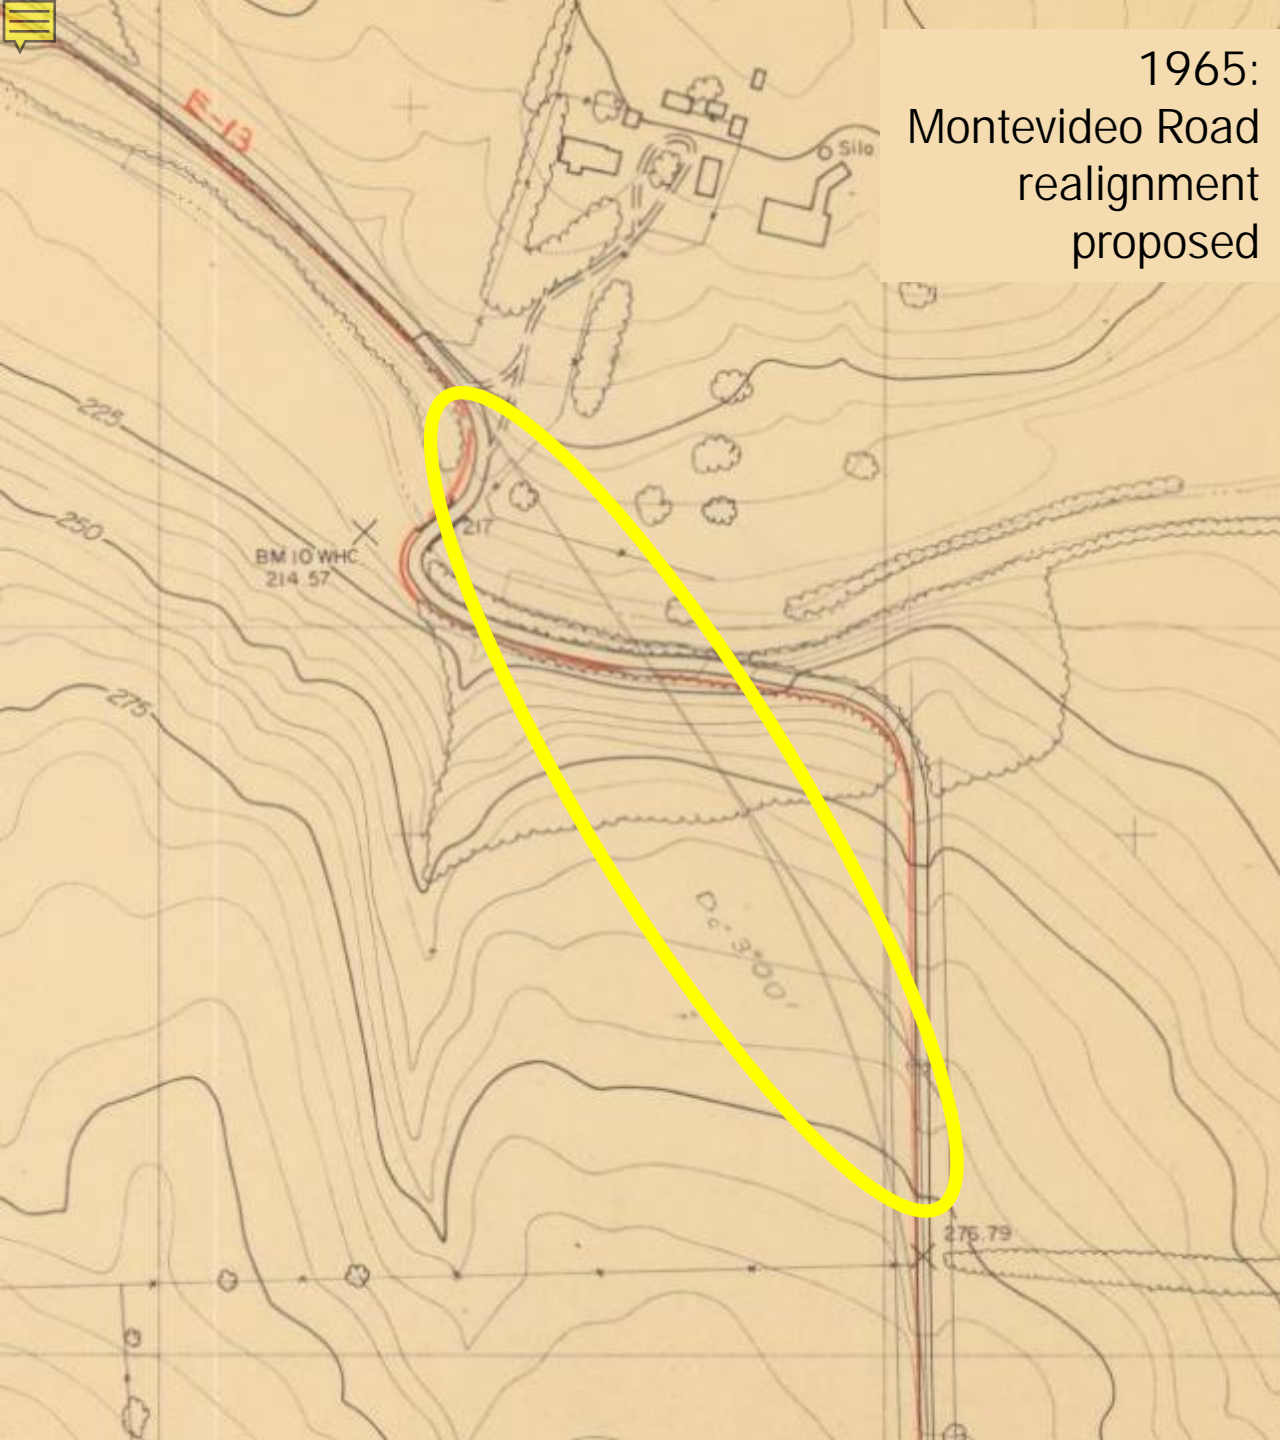 1965:
Montevideo Road
realignment
proposed
E-13
Silo
225
250
217
BM 10 WHC
214.57
275
Dc = 3°00'
276.79